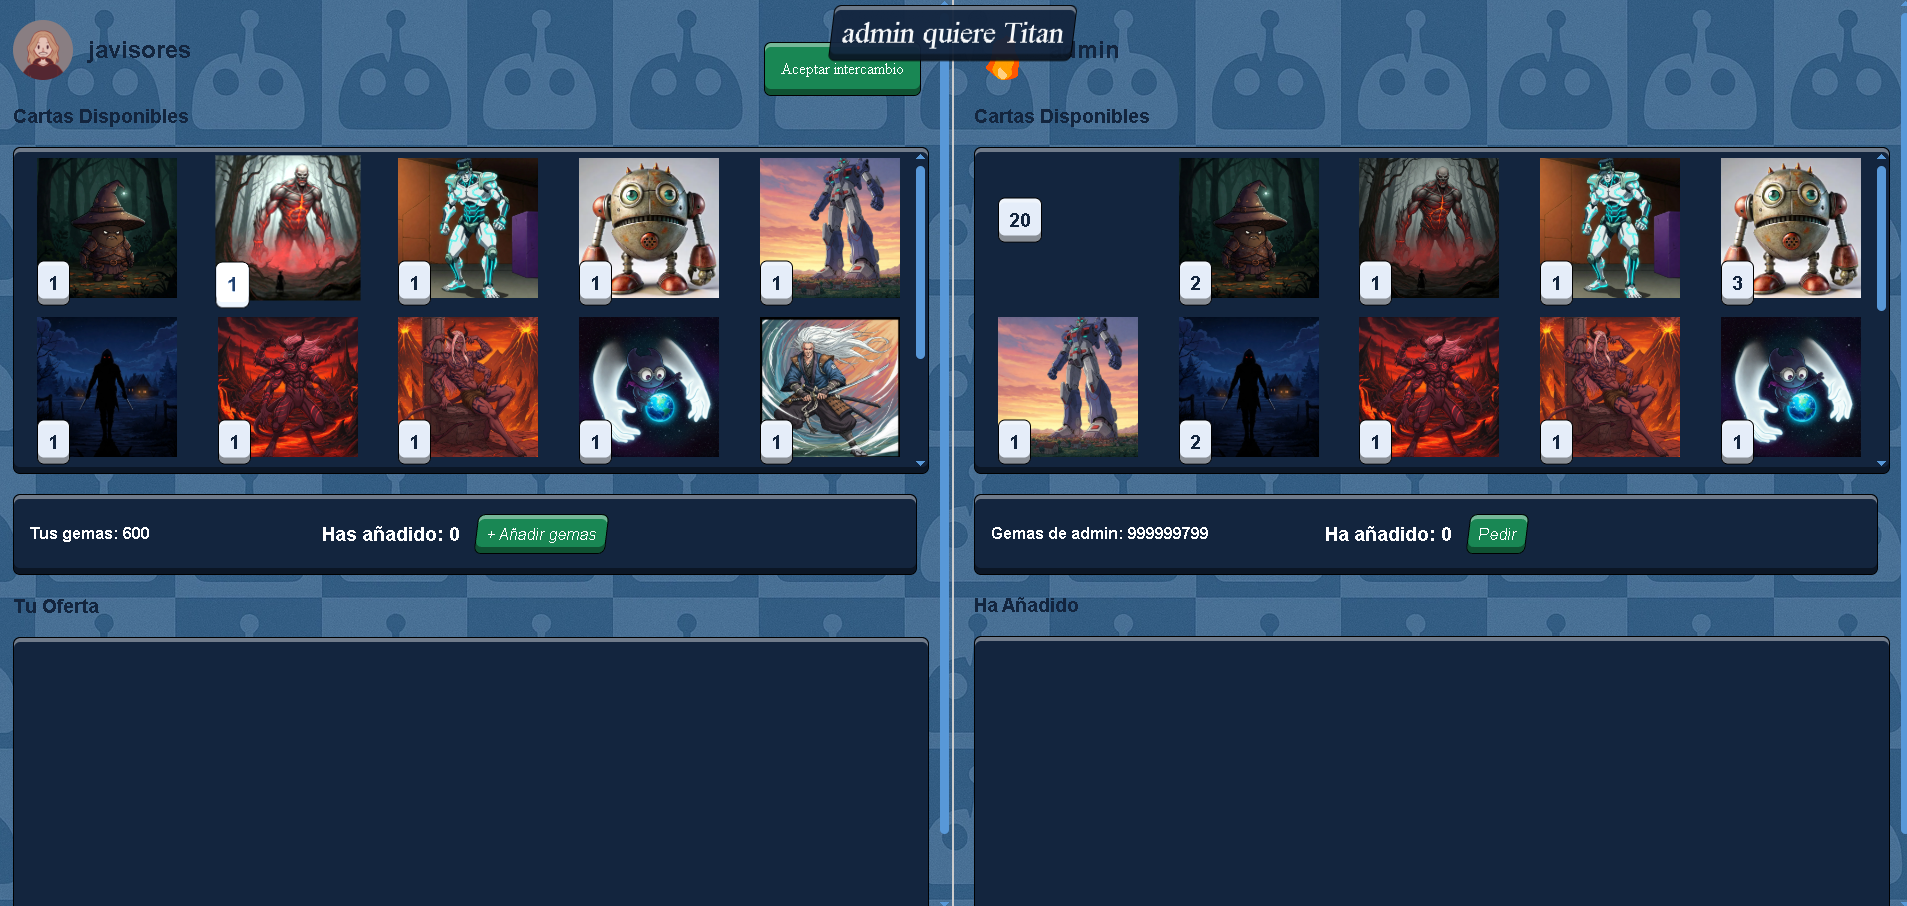 admin quiere Titan
javisores
Aceptar intercambio
Cartas Disponibles
1 1 1 1 1
1 1 1 1 1
Tus gemas: 600 Has añadido: 0 + Añadir gemas
Tu Oferta
dmin
Cartas Disponibles
20 2 1 1 3
1 2 1 1 1
Gemas de admin: 999999799 Ha añadido: 0 Pedir
Ha Añadido